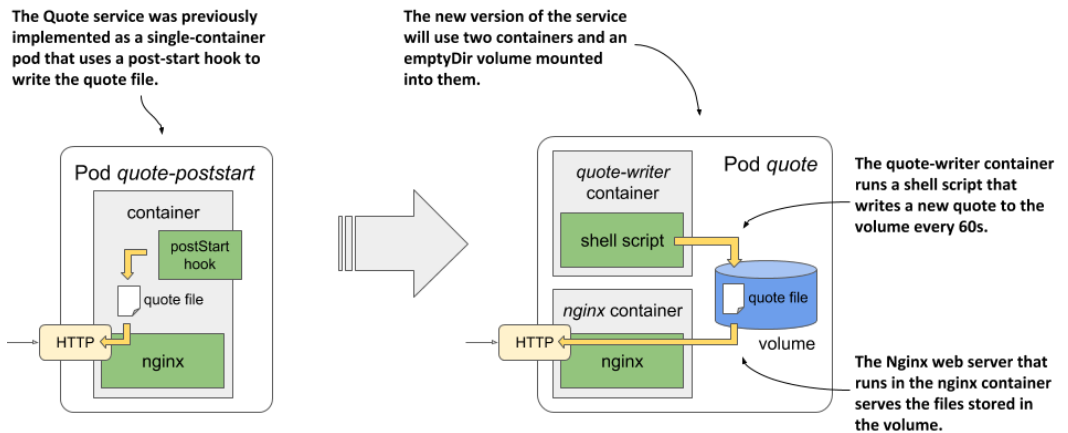 The Quote service was previously
implemented as a single-container
pod that uses a post-start hook to
write the quote file.
The new version of the service
will use two containers and an
emptyDir volume mounted
into them.
Pod quote-poststart
container
postStart
hook
quote file
HTTP
nginx
Pod quote
quote-writer
container
shell script
quote file
volume
nginx container
HTTP
nginx
The quote-writer container
runs a shell script that
writes a new quote to the
volume every 60s.
The Nginx web server that
runs in the nginx container
serves the files stored in
the volume.